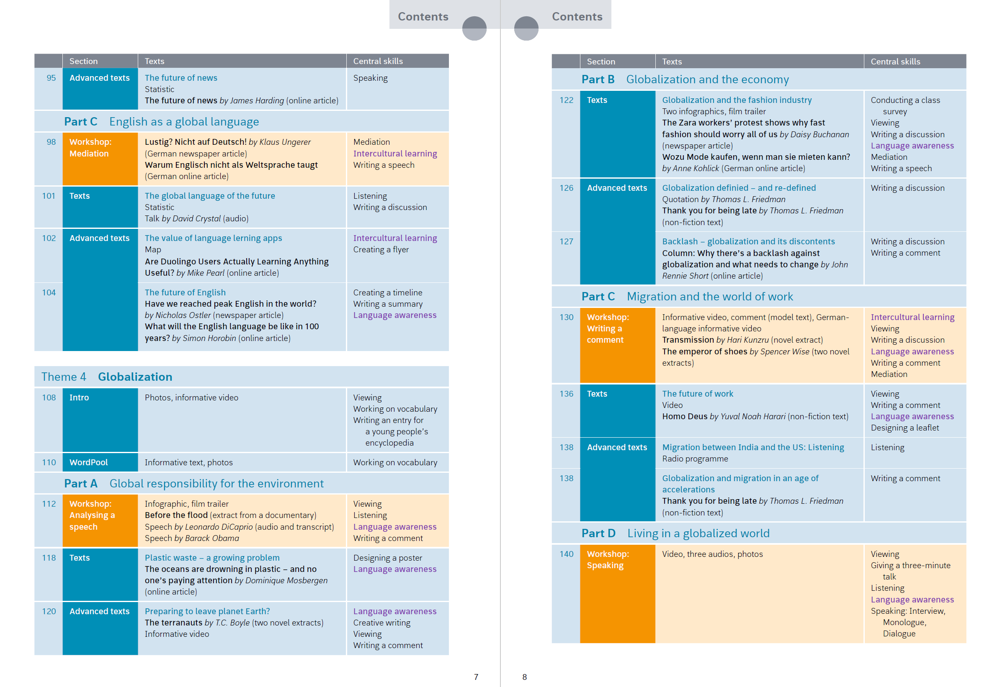 Contents
Section Texts Central skills
95 Advanced texts The future of news Speaking
Statistic
The future of news by James Harding (online article)
Part C English as a global language
98 Workshop: Lustig? Nicht auf Deutsch! by Klaus Ungerer Mediation
Mediation (German newspaper article) Intercultural learning
Warum Englisch nicht als Weltsprache taugt Writing a speech
(German online article)
101 Texts The global language of the future Listening
Statistic Writing a discussion
Talk by David Crystal (audio)
102 Advanced texts The value of language lerning apps Intercultural learning
Map Creating a flyer
Are Duolingo Users Actually Learning Anything
Useful? by Mike Pearl (online article)
104 The future of English Creating a timeline
Have we reached peak English in the world? Writing a summary
by Nicholas Ostler (newspaper article) Language awareness
What will the English language be like in 100
years? by Simon Horobin (online article)
Theme 4 Globalization
108 Intro Photos, informative video Viewing
Working on vocabulary
Writing an entry for
a young people's
encyclopedia
110 WordPool Informative text, photos Working on vocabulary
Part A Global responsibility for the environment
112 Workshop: Infographic, film trailer Viewing
Analysing a Before the flood (extract from a documentary) Listening
speech Speech by Leonardo DiCaprio (audio and transcript) Language awareness
Speech by Barack Obama Writing a comment
118 Texts Plastic waste – a growing problem Designing a poster
The oceans are drowning in plastic – and no Language awareness
one's paying attention by Dominique Mosbergen
(online article)
120 Advanced texts Preparing to leave planet Earth? Language awareness
The terranauts by T.C. Boyle (two novel extracts) Creative writing
Informative video Viewing
Writing a comment
7
Contents
Section Texts Central skills
Part B Globalization and the economy
122 Texts Globalization and the fashion industry Conducting a class
Two infographics, film trailer survey
The Zara workers' protest shows why fast Viewing
fashion should worry all of us by Daisy Buchanan Writing a discussion
(newspaper article) Language awareness
Wozu Mode kaufen, wenn man sie mieten kann? Mediation
by Anne Kohlick (German online article) Writing a speech
126 Advanced texts Globalization definied – and re-defined Writing a discussion
Quotation by Thomas L. Friedman
Thank you for being late by Thomas L. Friedman
(non-fiction text)
127 Backlash – globalization and its discontents Writing a discussion
Column: Why there's a backlash against Writing a comment
globalization and what needs to change by John
Rennie Short (online article)
Part C Migration and the world of work
130 Workshop: Informative video, comment (model text), German- Intercultural learning
Writing a language informative video Viewing
comment Transmission by Hari Kunzru (novel extract) Writing a discussion
The emperor of shoes by Spencer Wise (two novel Language awareness
extracts) Writing a comment
Mediation
136 Texts The future of work Viewing
Video Writing a comment
Homo Deus by Yuval Noah Harari (non-fiction text) Language awareness
Designing a leaflet
138 Advanced texts Migration between India and the US: Listening Listening
Radio programme
138 Globalization and migration in an age of Writing a comment
accelerations
Thank you for being late by Thomas L. Friedman
(non-fiction text)
Part D Living in a globalized world
140 Workshop: Video, three audios, photos Viewing
Speaking Giving a three-minute
talk
Listening
Language awareness
Speaking: Interview,
Monologue,
Dialogue
8